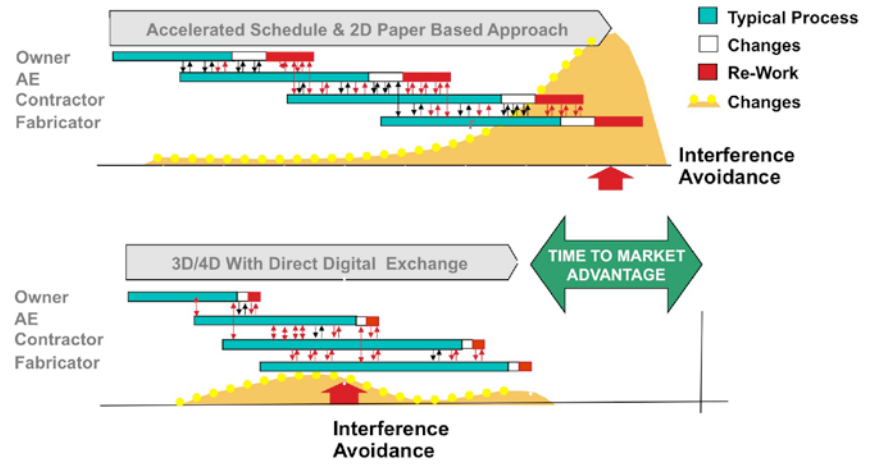 Accelerated Schedule & 2D Paper Based Approach
Typical Process
Changes
Re-Work
Changes
Owner
AE
Contractor
Fabricator
Interference
Avoidance
3D/4D With Direct Digital Exchange
TIME TO MARKET
ADVANTAGE
Owner
AE
Contractor
Fabricator
Interference
Avoidance